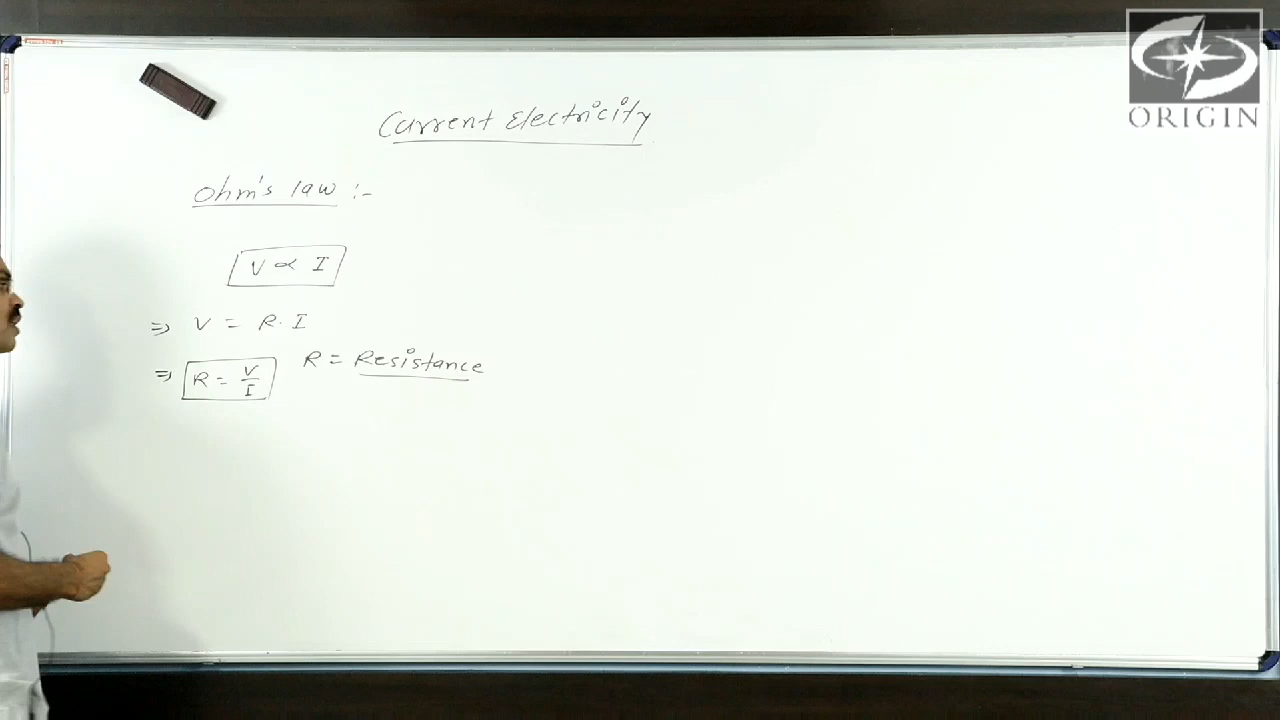 ORIGIN
Current Electricity
Ohm's law :-
V ∝ I
⇒ V = R. I
⇒ R = V/I R = Resistance